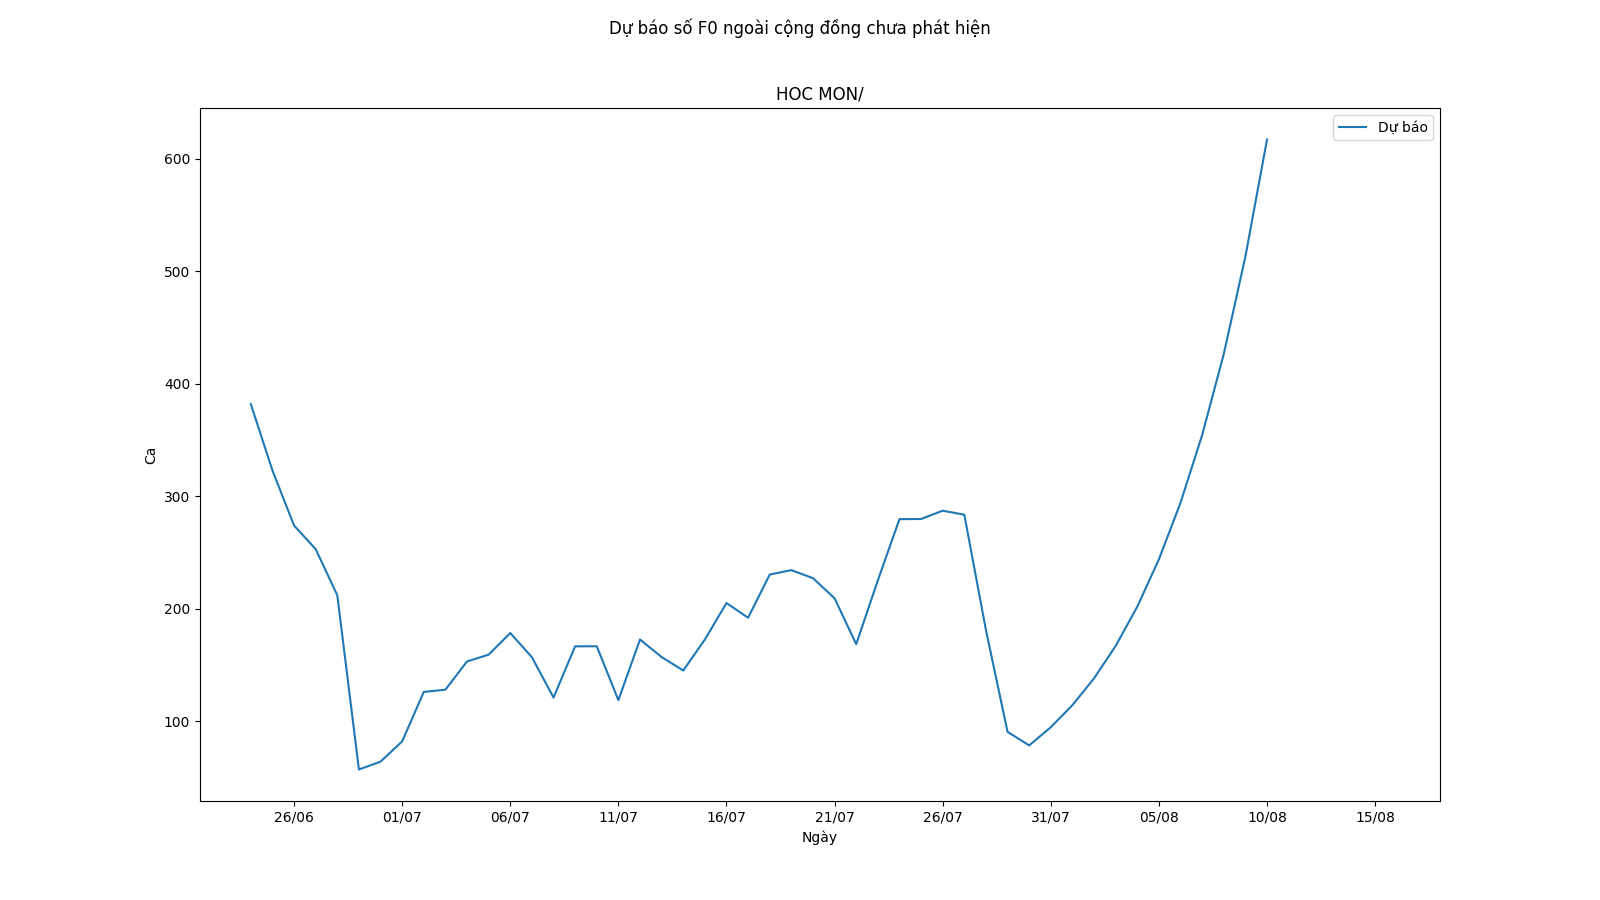 Dự báo số F0 ngoài cộng đồng chưa phát hiện
HOC MON/
Dự báo
600
500
400
300
200
100
Ca
26/06 01/07 06/07 11/07 16/07 21/07 26/07 31/07 05/08 10/08 15/08
Ngày